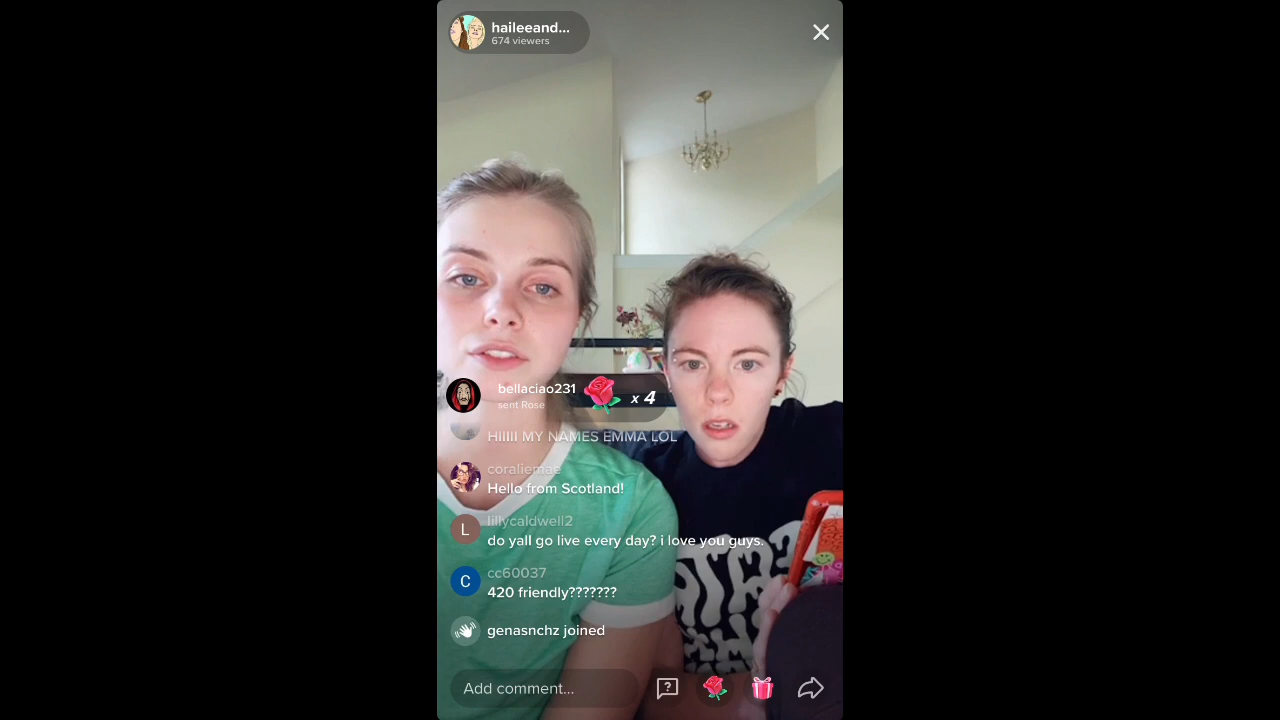 haileeand...
674 viewers
bellaciao231
sent Rose
x 4
HIIIII MY NAMES EMMA LOL
coraliemae
Hello from Scotland!
L
lillycaldwell2
do yall go live every day? i love you guys.
C
cc60037
420 friendly???????
genasnchz joined
Add comment...
?